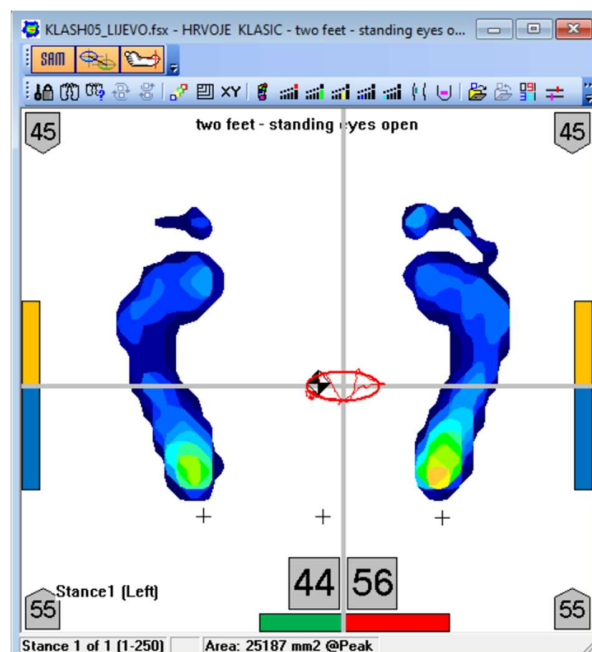 KLASH05_LIJEVO.fsx - HRVOJE KLASIC - two feet - standing eyes o...
SAM
XY
two feet - standing eyes open
45 45
44 56
Stance1 (Left)
55 55
Stance 1 of 1 (1-250) Area: 25187 mm2 @Peak